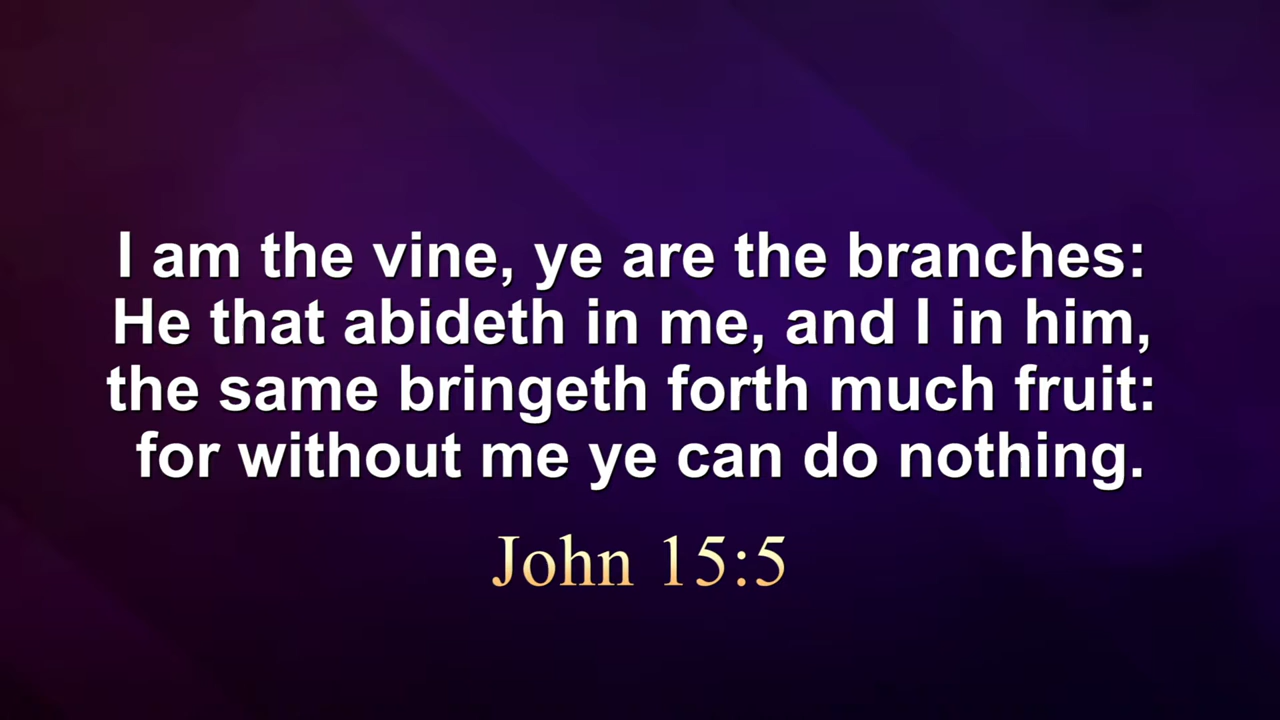 I am the vine, ye are the branches:
He that abideth in me, and I in him,
the same bringeth forth much fruit:
for without me ye can do nothing.
John 15:5